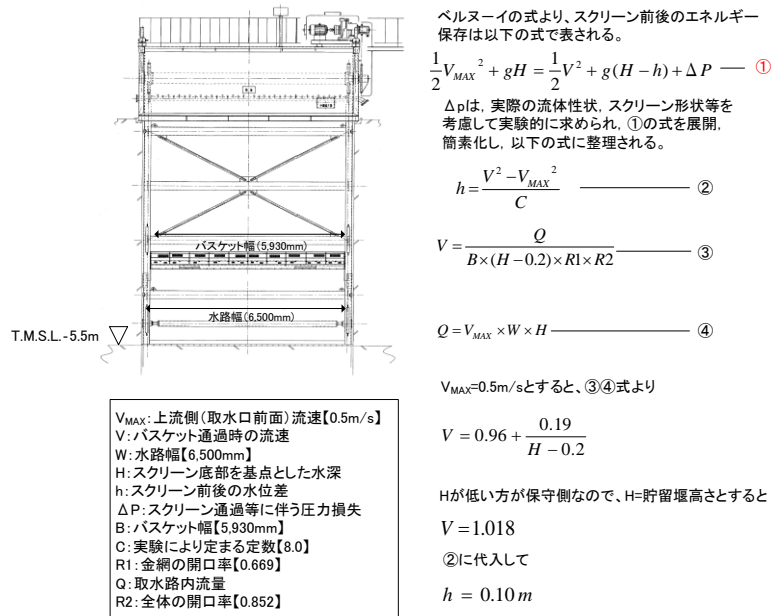 バスケット幅(5,930mm)
水路幅(6,500mm)
T.M.S.L.-5.5m
V_MAX：上流側(取水口前面)流速【0.5m/s】
V：バスケット通過時の流速
W：水路幅【6,500mm】
H：スクリーン底部を基点とした水深
h：スクリーン前後の水位差
ΔP：スクリーン通過等に伴う圧力損失
B：バスケット幅【5,930mm】
C：実験により定まる定数【8.0】
R1：金網の開口率【0.669】
Q：取水路内流量
R2：全体の開口率【0.852】
ベルヌーイの式より、スクリーン前後のエネルギー
保存は以下の式で表される。
1/2 V_MAX² + gH = 1/2 V² + g(H − h) + ΔP ― ①
Δpは，実際の流体性状，スクリーン形状等を
考慮して実験的に求められ，①の式を展開，
簡素化し，以下の式に整理される。
h = (V² − V_MAX²) / C ― ②
V = Q / (B×(H−0.2)×R1×R2) ― ③
Q = V_MAX × W × H ― ④
V_MAX=0.5m/sとすると、③④式より
V = 0.96 + 0.19 / (H − 0.2)
Hが低い方が保守側なので、H=貯留堰高さとすると
V = 1.018
②に代入して
h = 0.10 m